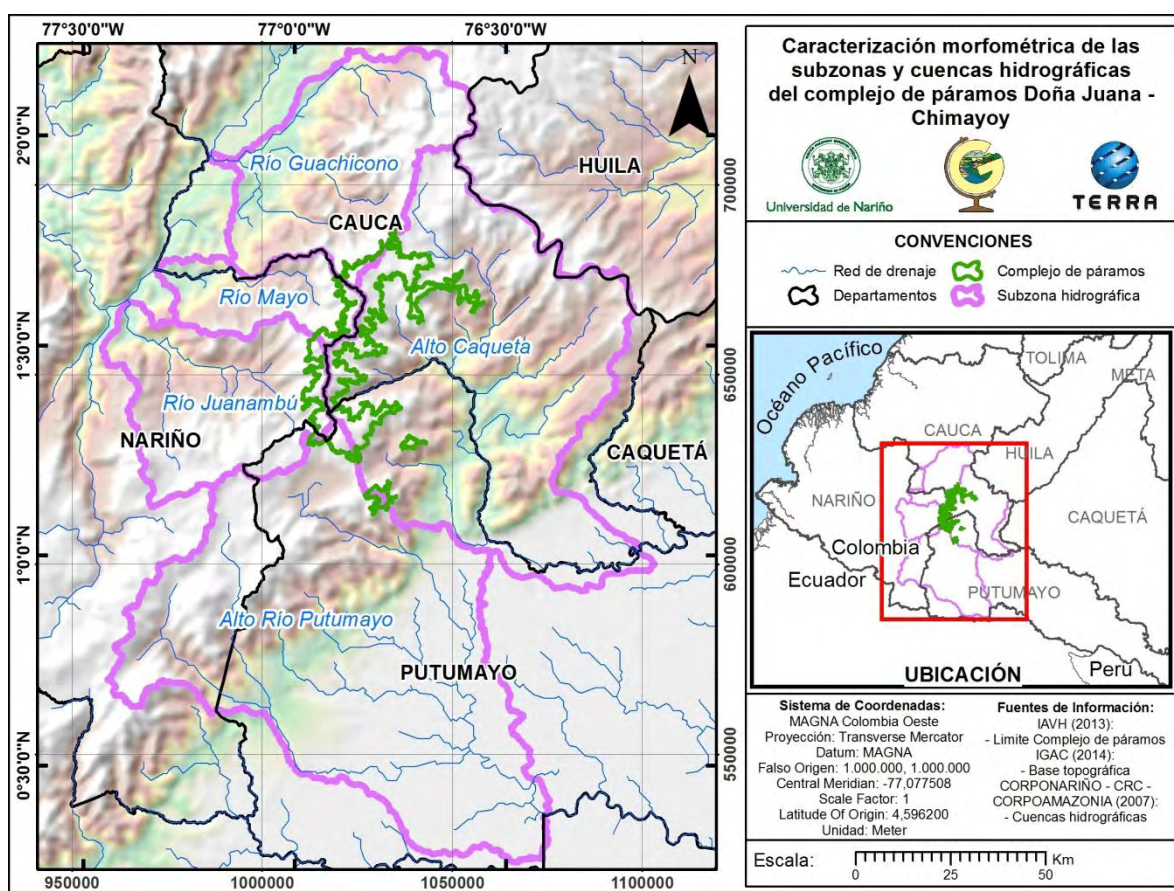 77°30'0"W
77°0'0"W
76°30'0"W
2°0'0"N
1°30'0"N
1°0'0"N
0°30'0"N
N
Río Guachicono
HUILA
CAUCA
Río Mayo
Alto Caqueta
Río Juanambú
NARIÑO
CAQUETÁ
Alto Río Putumayo
PUTUMAYO
700000
650000
600000
550000
950000
1000000
1050000
1100000
Caracterización morfométrica de las
subzonas y cuencas hidrográficas
del complejo de páramos Doña Juana -
Chimayoy
Universidad de Nariño
TERRA
CONVENCIONES
Red de drenaje
Complejo de páramos
Departamentos
Subzona hidrográfica
Océano Pacífico
TOLIMA
META
CAUCA
HUILA
NARIÑO
CAQUETÁ
Colombia
Ecuador
PUTUMAYO
Perú
UBICACIÓN
Sistema de Coordenadas:
MAGNA Colombia Oeste
Proyección: Transverse Mercator
Datum: MAGNA
Falso Origen: 1.000.000, 1.000.000
Central Meridian: -77,077508
Scale Factor: 1
Latitude Of Origin: 4,596200
Unidad: Meter
Fuentes de Información:
IAVH (2013):
- Limite Complejo de páramos
IGAC (2014):
- Base topográfica
CORPONARIÑO - CRC -
CORPOAMAZONIA (2007):
- Cuencas hidrográficas
Escala:
Km
0
50